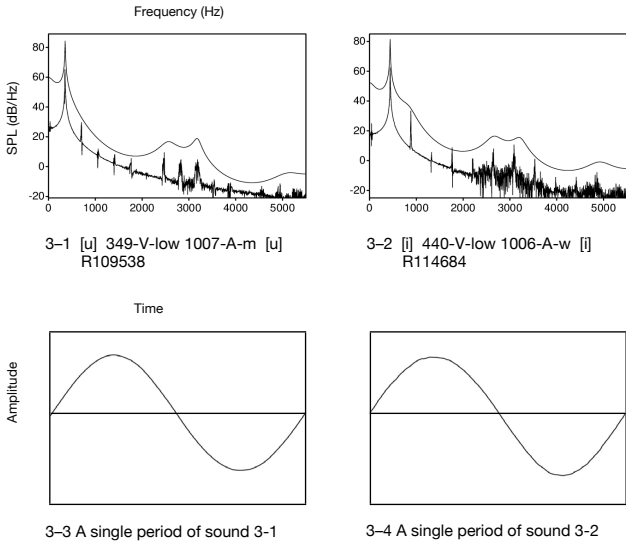 Frequency (Hz)
SPL (dB/Hz)
80
60
40
20
0
-20
0 1000 2000 3000 4000 5000
80
60
40
20
0
-20
0 1000 2000 3000 4000 5000
3–1 [u] 349-V-low 1007-A-m [u]
R109538
3–2 [i] 440-V-low 1006-A-w [i]
R114684
Time
Amplitude
3–3 A single period of sound 3-1
3–4 A single period of sound 3-2